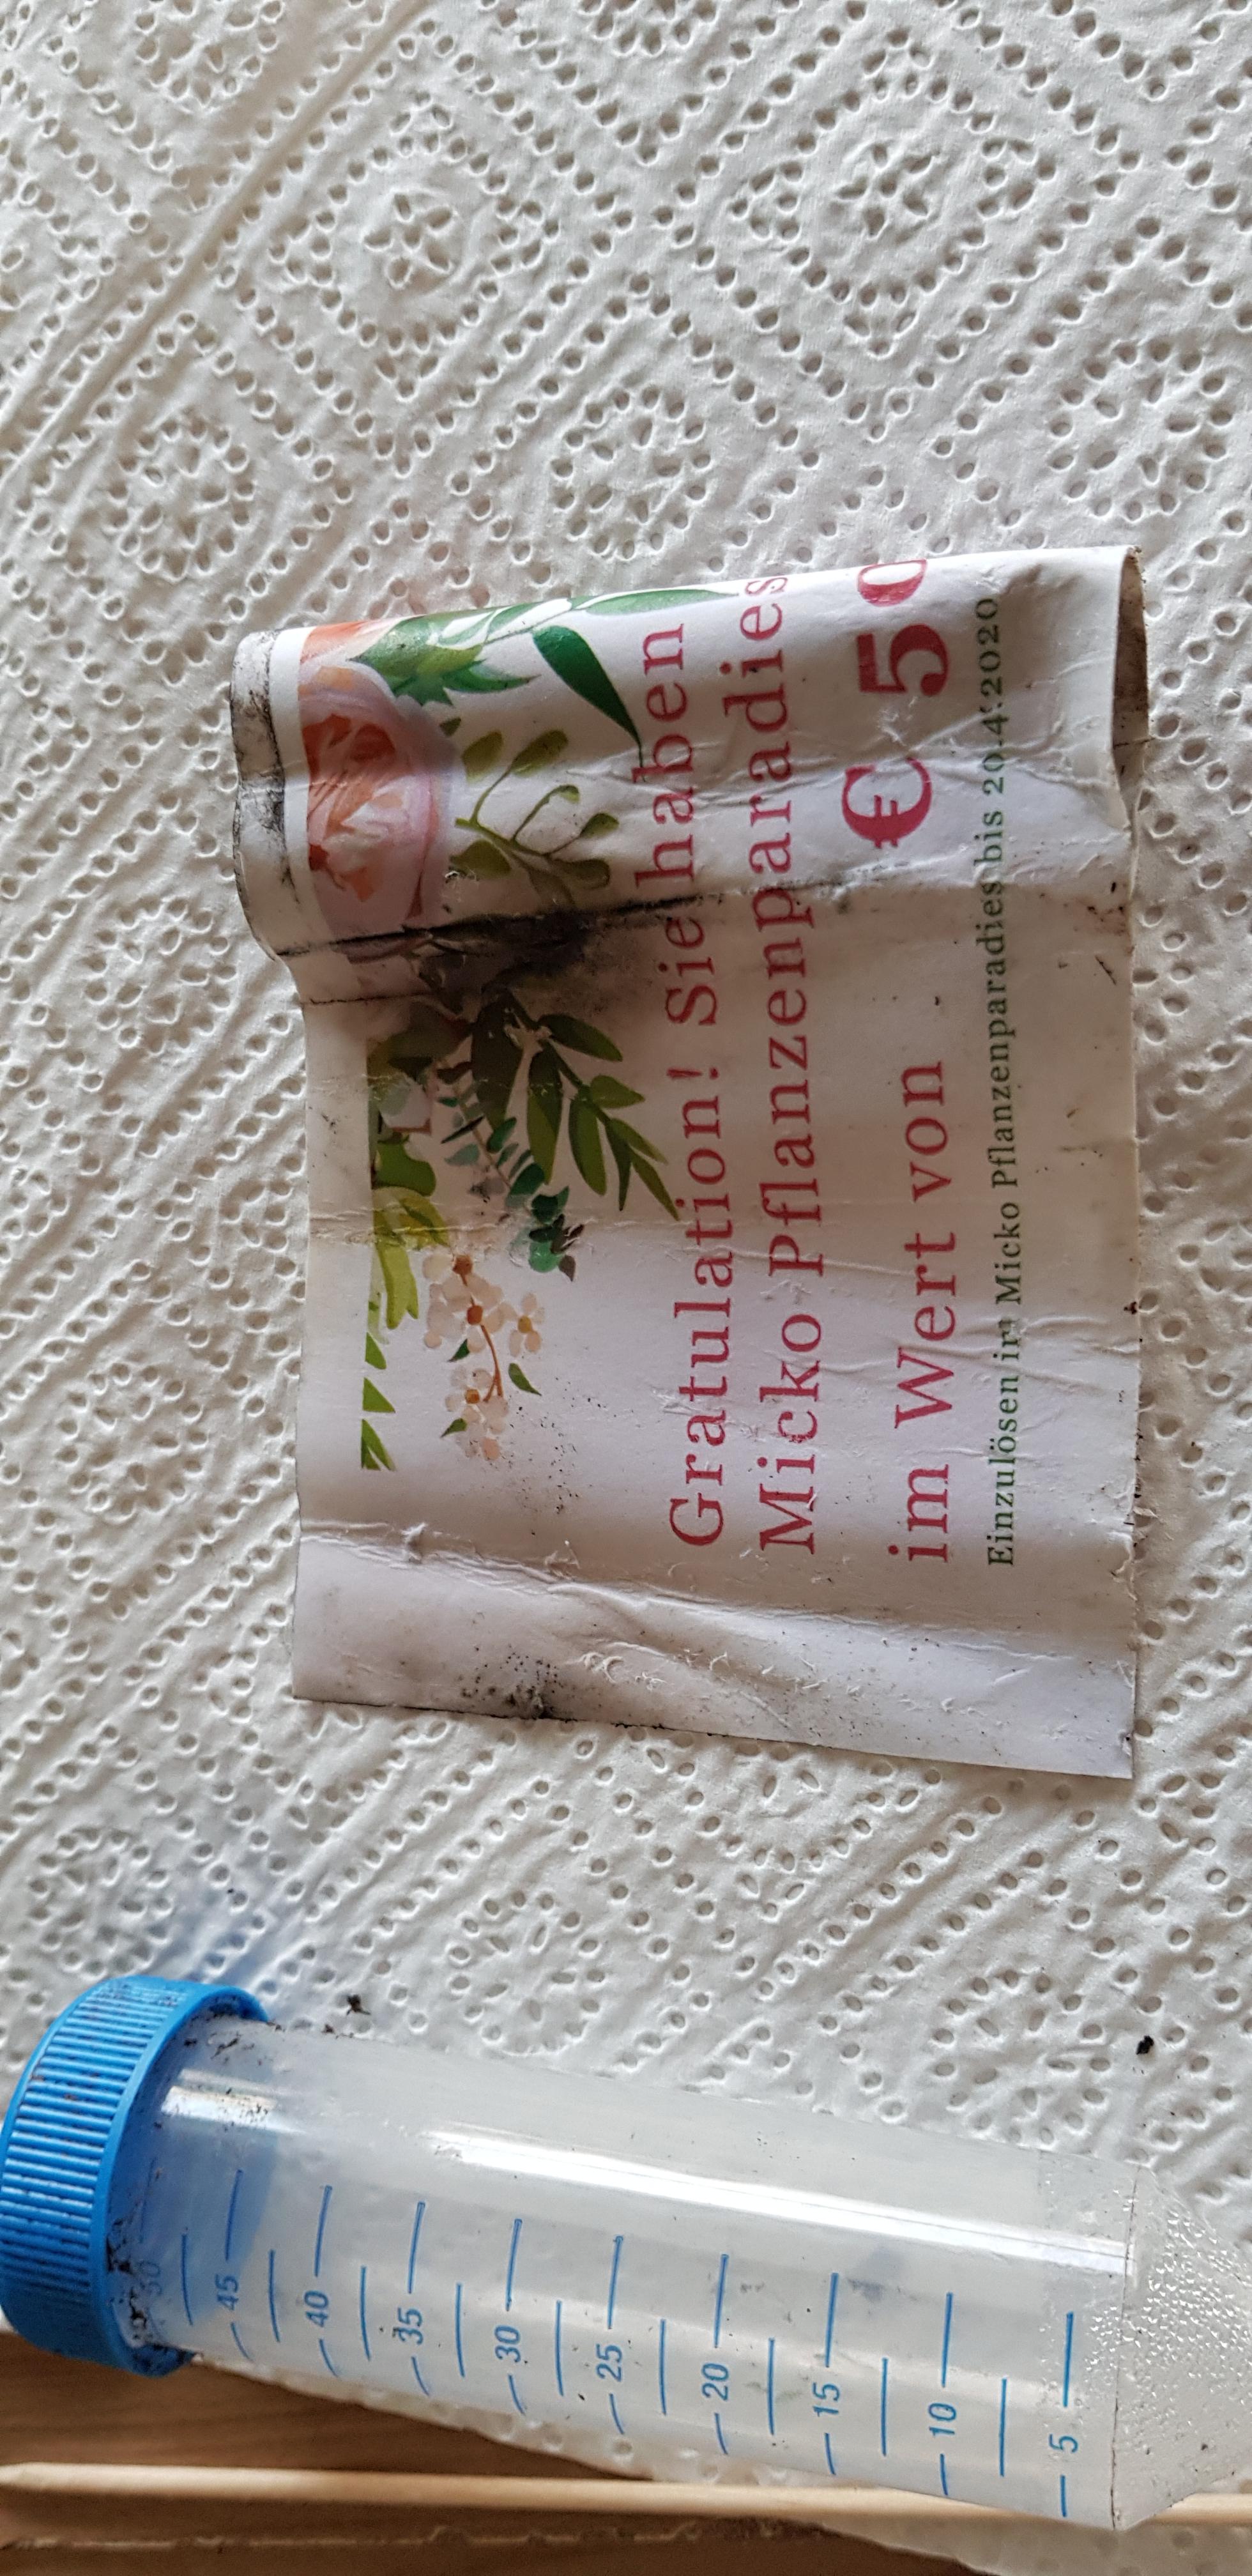 Gratulation! Sie haben
Micko Pflanzenparadies
im Wert von € 50
Einzulösen im Micko Pflanzenparadies bis 20.4.2020
50
45
40
35
30
25
20
15
10
5